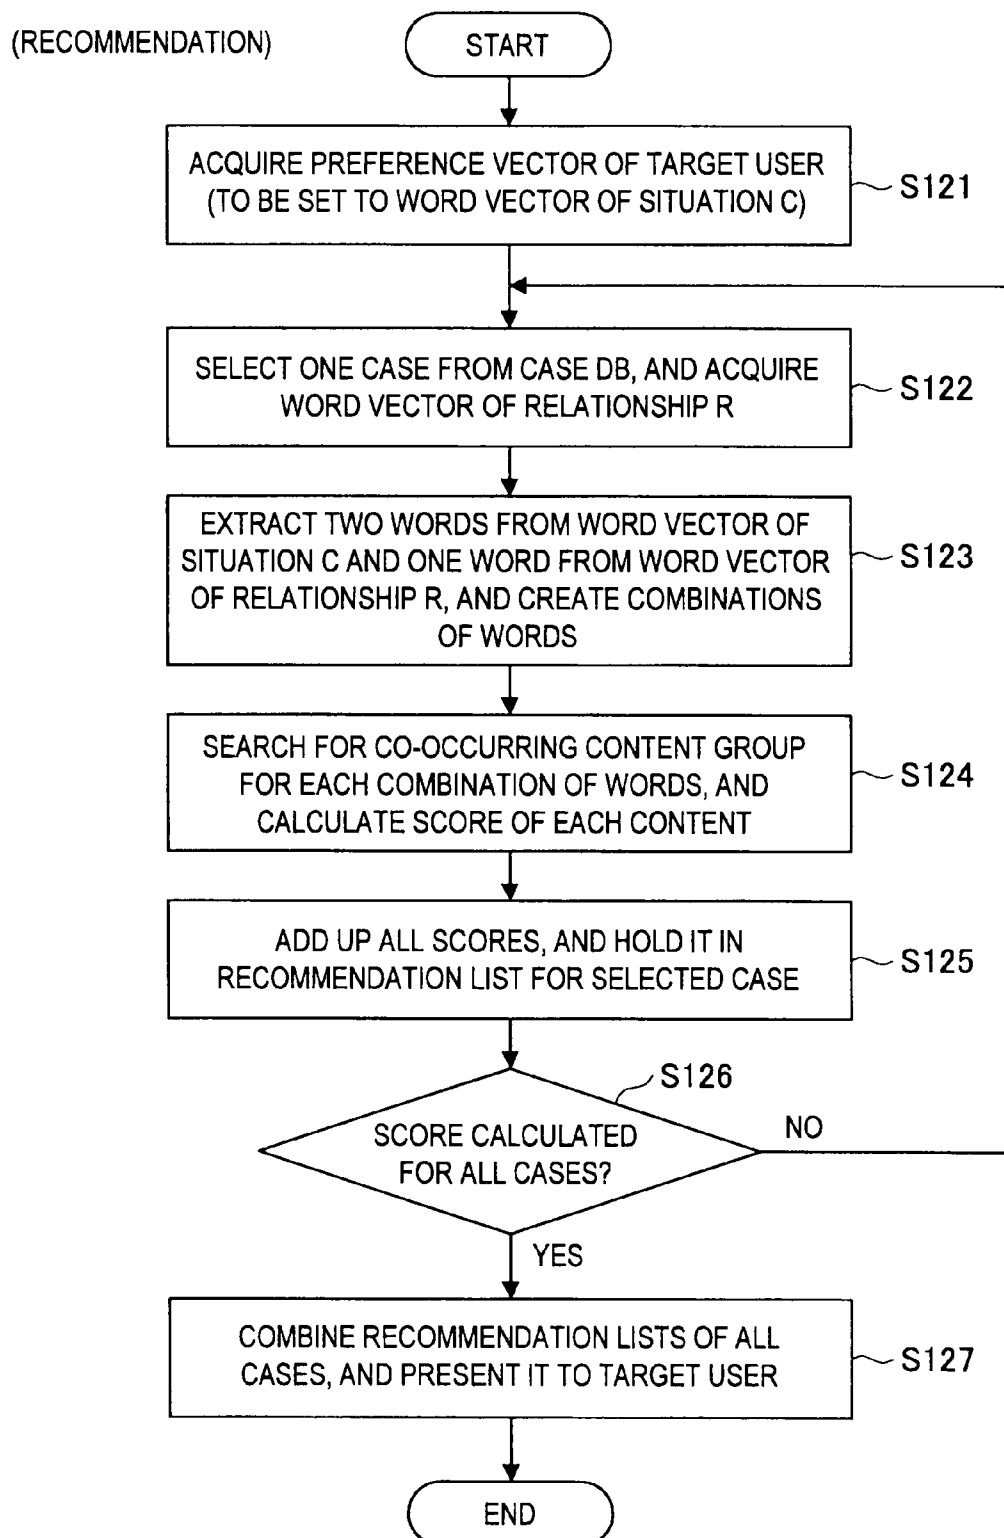 (RECOMMENDATION)
START
ACQUIRE PREFERENCE VECTOR OF TARGET USER
(TO BE SET TO WORD VECTOR OF SITUATION C)
S121
SELECT ONE CASE FROM CASE DB, AND ACQUIRE
WORD VECTOR OF RELATIONSHIP R
S122
EXTRACT TWO WORDS FROM WORD VECTOR OF
SITUATION C AND ONE WORD FROM WORD VECTOR
OF RELATIONSHIP R, AND CREATE COMBINATIONS
OF WORDS
S123
SEARCH FOR CO-OCCURRING CONTENT GROUP
FOR EACH COMBINATION OF WORDS, AND
CALCULATE SCORE OF EACH CONTENT
S124
ADD UP ALL SCORES, AND HOLD IT IN
RECOMMENDATION LIST FOR SELECTED CASE
S125
S126
SCORE CALCULATED
FOR ALL CASES?
NO
YES
COMBINE RECOMMENDATION LISTS OF ALL
CASES, AND PRESENT IT TO TARGET USER
S127
END